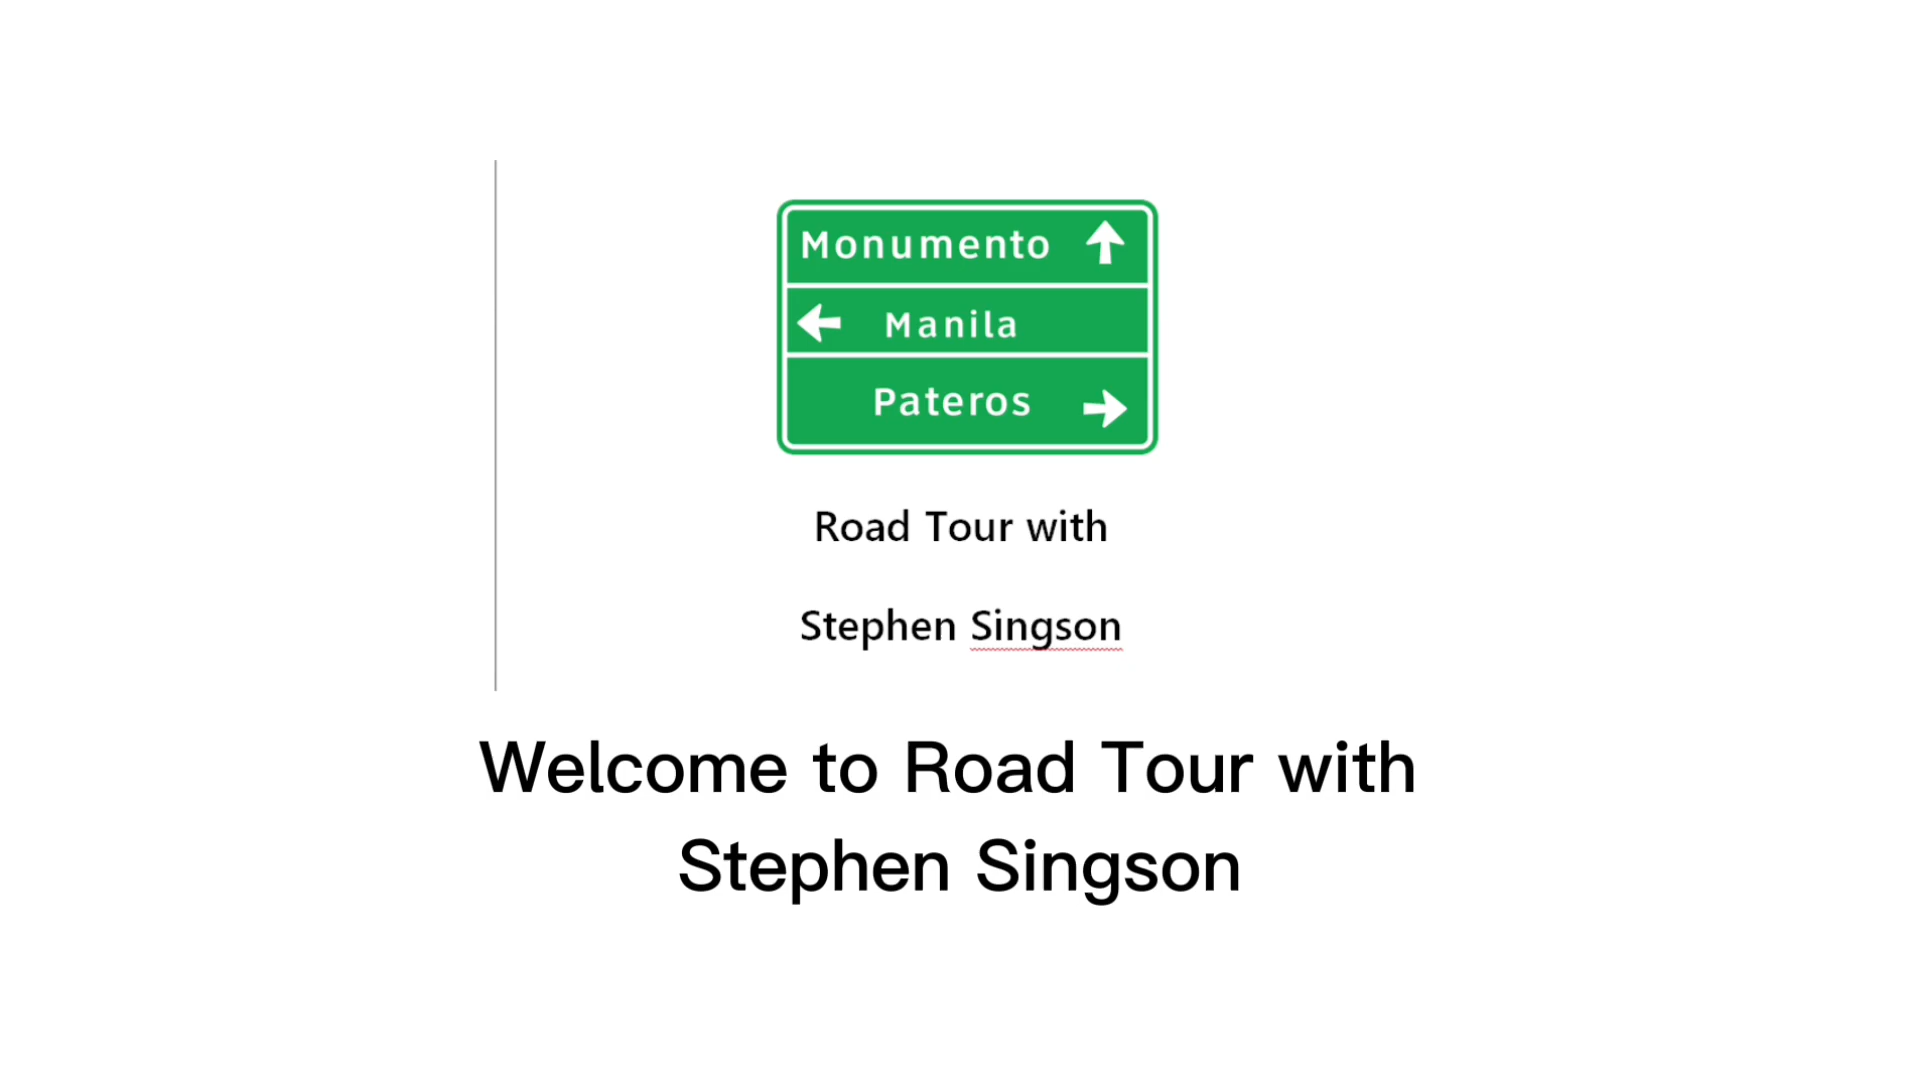 Monumento
Manila
Pateros
Road Tour with
Stephen Singson
Welcome to Road Tour with
Stephen Singson